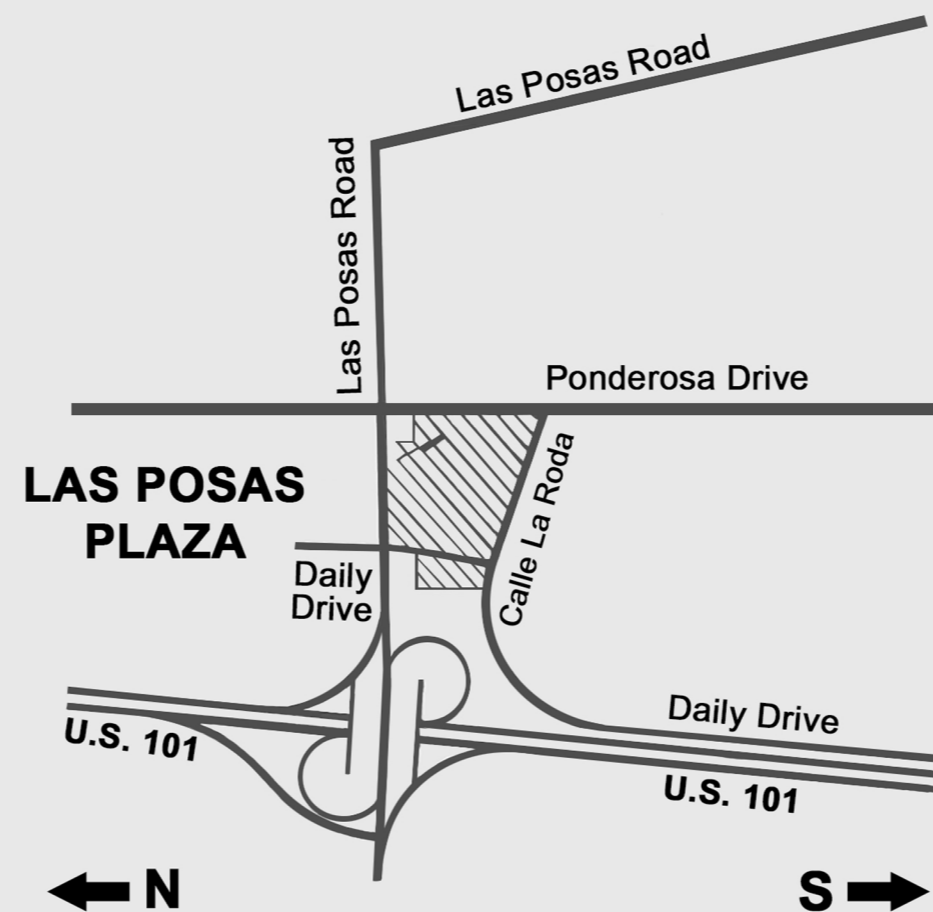 Las Posas Road
Las Posas Road
Ponderosa Drive
LAS POSAS
PLAZA
Calle La Roda
Daily
Drive
Daily Drive
U.S. 101
U.S. 101
N
S